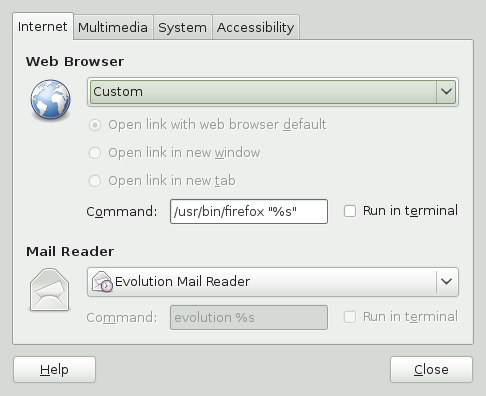 Internet Multimedia System Accessibility
Web Browser
Custom
Open link with web browser default
Open link in new window
Open link in new tab
Command: /usr/bin/firefox "%s" Run in terminal
Mail Reader
Evolution Mail Reader
Command: evolution %s Run in terminal
Help Close